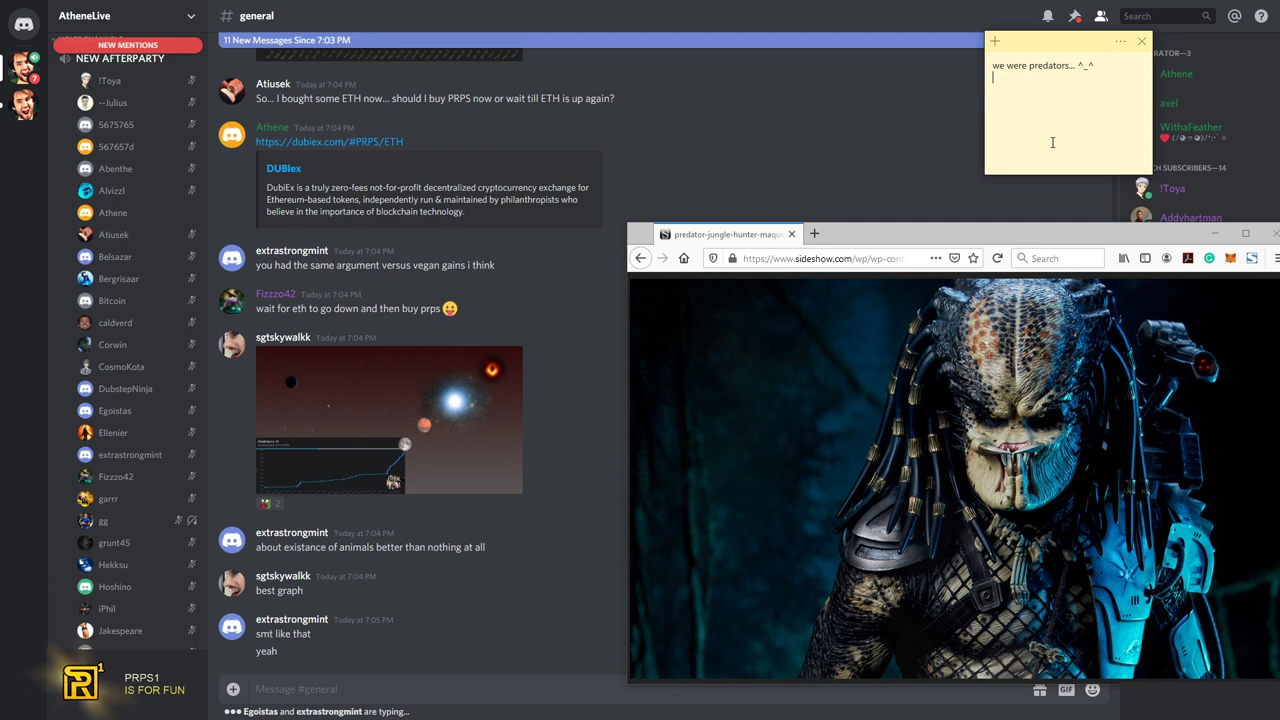 AtheneLive
NEW MENTIONS
NEW AFTERPARTY
!Toya
--Julius
5675765
567657d
Abenthe
Alvizzl
Athene
Atiusek
Belsazar
Bergrisaar
Bitcoin
caldverd
Corwin
CosmoKota
DubstepNinja
Egoistas
Ellenier
extrastrongmint
Fizzzo42
garrr
gg
grunt45
Hekksu
Hoshino
iPhil
Jakespeare
PRPS1
IS FOR FUN
# general
Search
11 New Messages Since 7:03 PM
Atiusek Today at 7:04 PM
So... I bought some ETH now... should I buy PRPS now or wait till ETH is up again?
Athene Today at 7:04 PM
https://dubiex.com/#PRPS/ETH
DUBIex
DubiEx is a truly zero-fees not-for-profit decentralized cryptocurrency exchange for
Ethereum-based tokens, independently run & maintained by philanthropists who
believe in the importance of blockchain technology.
extrastrongmint Today at 7:04 PM
you had the same argument versus vegan gains i think
Fizzzo42 Today at 7:04 PM
wait for eth to go down and then buy prps 😛
sgtskywalkk Today at 7:04 PM
2
extrastrongmint Today at 7:04 PM
about existance of animals better than nothing at all
sgtskywalkk Today at 7:04 PM
best graph
extrastrongmint Today at 7:05 PM
smt like that
yeah
Message #general
GIF
Egoistas and extrastrongmint are typing...
we were predators... ^_^
RATOR—3
Athene
axel
WithaFeather
CH SUBSCRIBERS—14
!Toya
Addyhartman
predator-jungle-hunter-maqu
https://www.sideshow.com/wp/wp-cont
Search